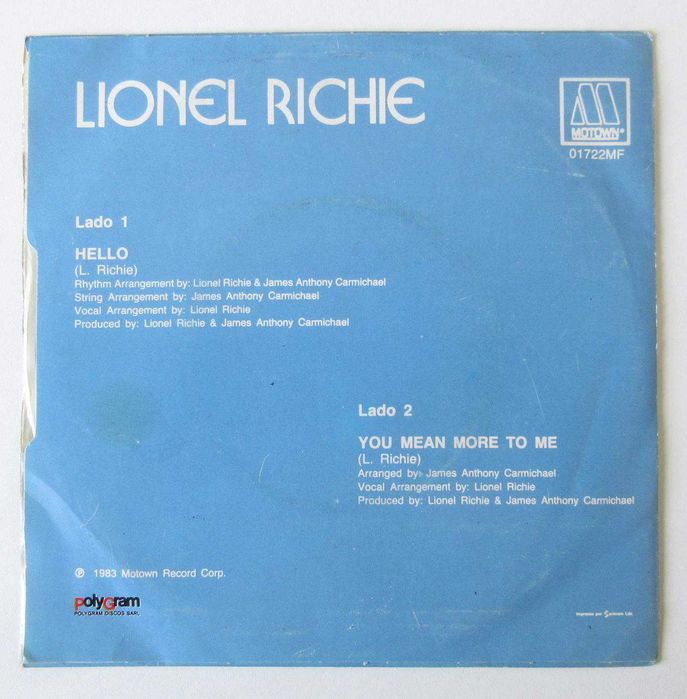 LIONEL RICHIE
MOTOWN®
01722MF
Lado 1
HELLO
(L. Richie)
Rhythm Arrangement by: Lionel Richie & James Anthony Carmichael
String Arrangement by: James Anthony Carmichael
Vocal Arrangement by: Lionel Richie
Produced by: Lionel Richie & James Anthony Carmichael
Lado 2
YOU MEAN MORE TO ME
(L. Richie)
Arranged by: James Anthony Carmichael
Vocal Arrangement by: Lionel Richie
Produced by: Lionel Richie & James Anthony Carmichael
℗ 1983 Motown Record Corp.
PolyGram
POLYGRAM DISCOS SARL
Impresso por